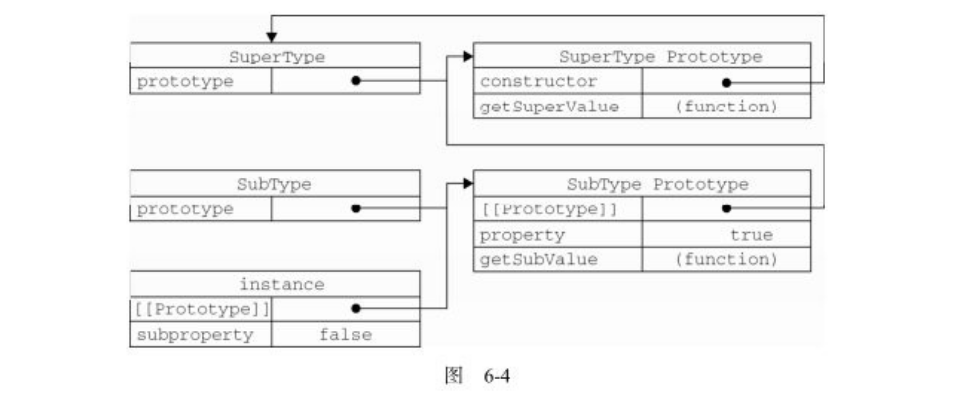 SuperType
prototype
SuperType Prototype
constructor
getSuperValue (function)
SubType
prototype
SubType Prototype
[[Prototype]]
property true
getSubValue (function)
instance
[[Prototype]]
subproperty false
图 6-4